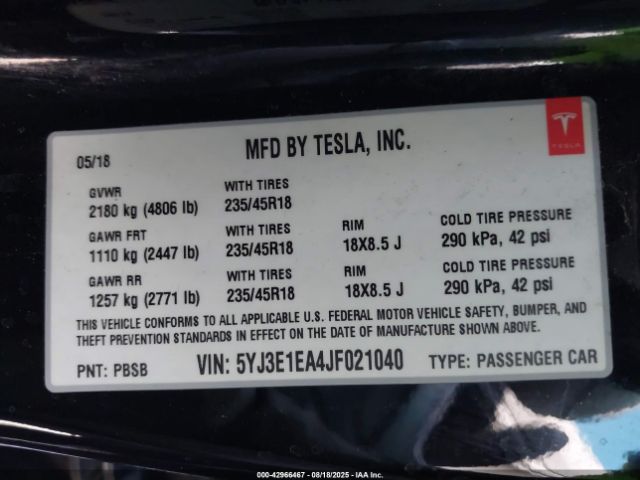 MFD BY TESLA, INC.
TESLA
05/18
GVWR WITH TIRES
2180 kg (4806 lb) 235/45R18
GAWR FRT WITH TIRES RIM COLD TIRE PRESSURE
1110 kg (2447 lb) 235/45R18 18X8.5 J 290 kPa, 42 psi
GAWR RR WITH TIRES RIM COLD TIRE PRESSURE
1257 kg (2771 lb) 235/45R18 18X8.5 J 290 kPa, 42 psi
THIS VEHICLE CONFORMS TO ALL APPLICABLE U.S. FEDERAL MOTOR VEHICLE SAFETY, BUMPER, AND
THEFT PREVENTION STANDARDS IN EFFECT ON THE DATE OF MANUFACTURE SHOWN ABOVE.
PNT: PBSB VIN: 5YJ3E1EA4JF021040 TYPE: PASSENGER CAR
000-42966467 - 08/18/2025 - IAA Inc.